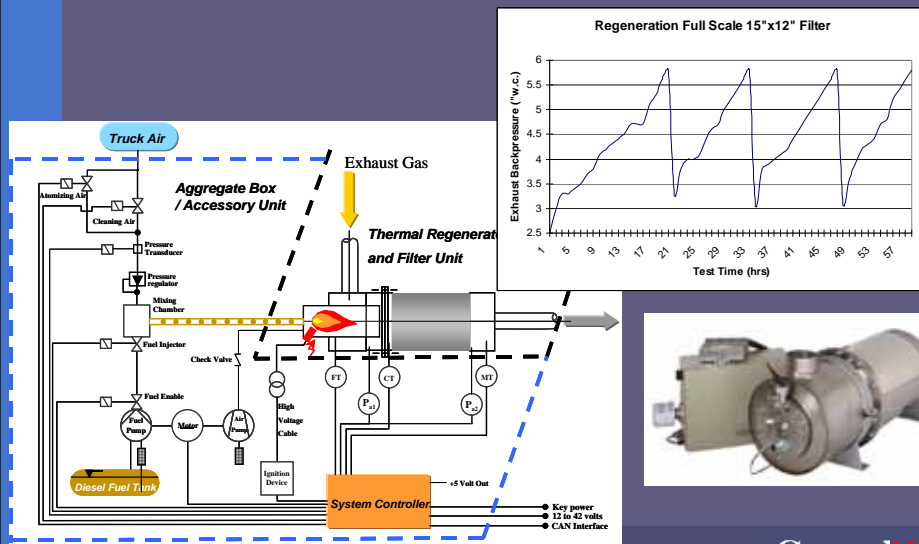 Regeneration Full Scale 15"x12" Filter
Exhaust Backpressure ("w.c.)
6
5.5
5
4.5
4
3.5
3
2.5
1
5
9
13
17
21
25
29
33
37
41
45
49
53
57
Test Time (hrs)
Truck Air
Exhaust Gas
Atomizing Air
Aggregate Box
/ Accessory Unit
Cleaning Air
Thermal Regenerat
and Filter Unit
Pressure
Transducer
Pressure
regulator
Mixing
Chamber
Fuel Injector
Check Valve
FT
CT
MT
Pa1
Pa2
Fuel Enable
High
Voltage
Cable
Fuel
Pump
Motor
Air
Pump
Ignition
Device
Diesel Fuel Tank
System Controller
+5 Volt Out
Key power
12 to 42 volts
CAN Interface